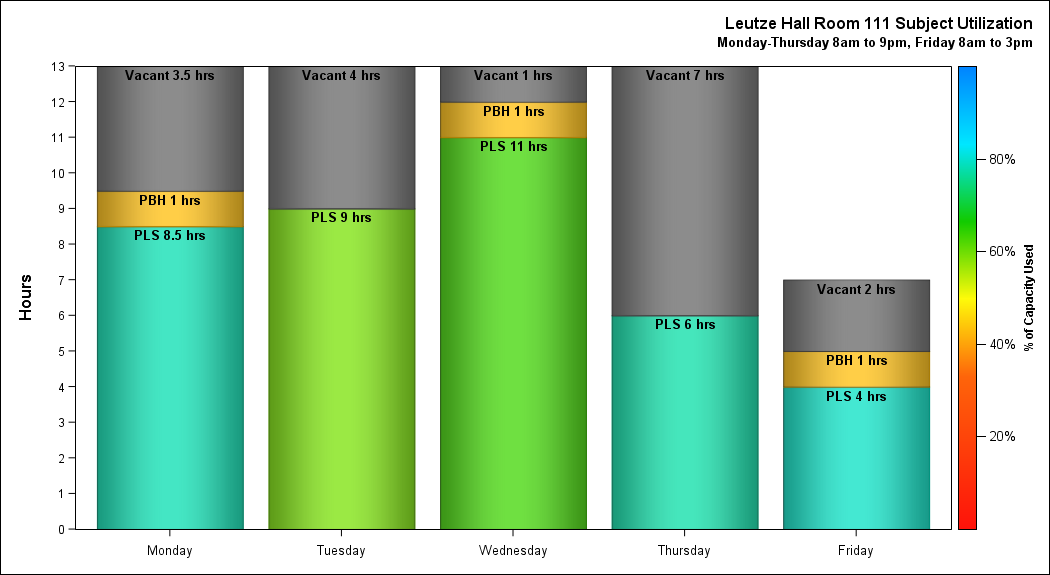 Leutze Hall Room 111 Subject Utilization
Monday-Thursday 8am to 9pm, Friday 8am to 3pm
Hours
13
12
11
10
9
8
7
6
5
4
3
2
1
0
Vacant 3.5 hrs
PBH 1 hrs
PLS 8.5 hrs
Vacant 4 hrs
PLS 9 hrs
Vacant 1 hrs
PBH 1 hrs
PLS 11 hrs
Vacant 7 hrs
PLS 6 hrs
Vacant 2 hrs
PBH 1 hrs
PLS 4 hrs
Monday
Tuesday
Wednesday
Thursday
Friday
80%
60%
40%
20%
% of Capacity Used